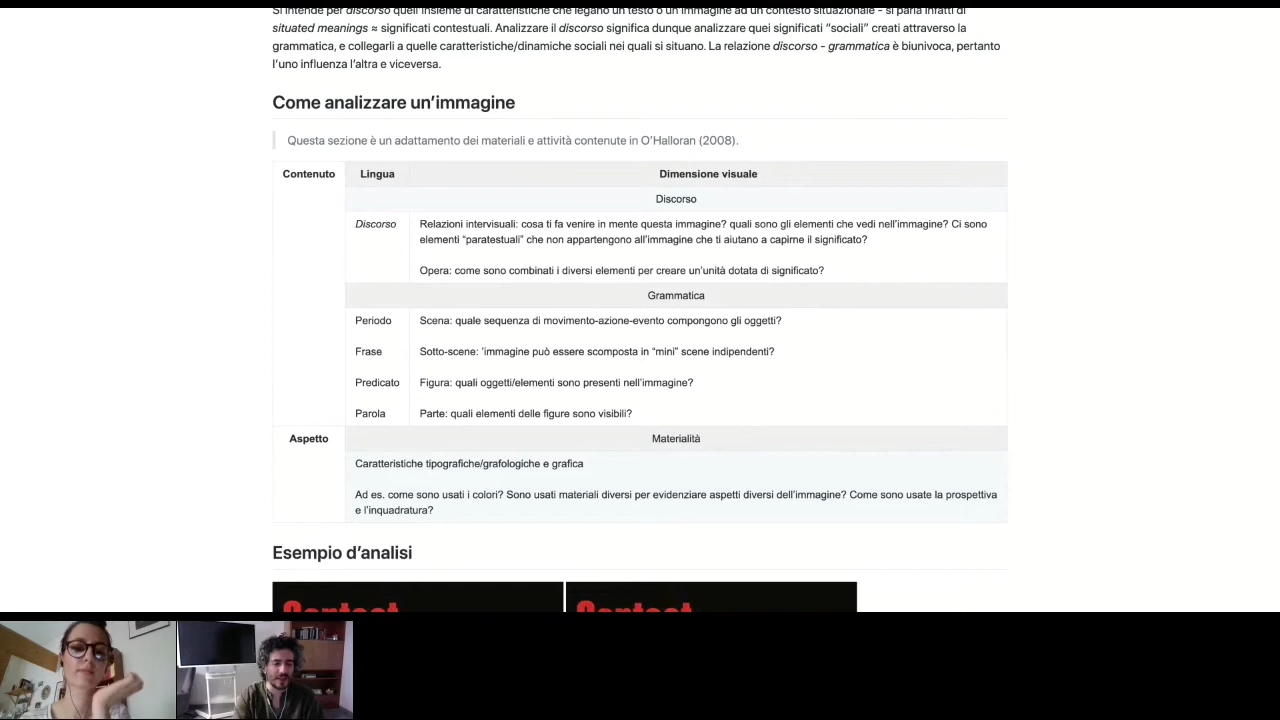 Si intende per discorso quell'insieme di caratteristiche che legano un testo o un'immagine ad un contesto situazionale - si parla infatti di
situated meanings ≈ significati contestuali. Analizzare il discorso significa dunque analizzare quei significati “sociali” creati attraverso la
grammatica, e collegarli a quelle caratteristiche/dinamiche sociali nei quali si situano. La relazione discorso - grammatica è biunivoca, pertanto
l’uno influenza l’altra e viceversa.
Come analizzare un’immagine
Questa sezione è un adattamento dei materiali e attività contenute in O’Halloran (2008).
Contenuto Lingua Dimensione visuale
Discorso
Discorso Relazioni intervisuali: cosa ti fa venire in mente questa immagine? quali sono gli elementi che vedi nell’immagine? Ci sono
elementi “paratestuali” che non appartengono all’immagine che ti aiutano a capirne il significato?
Opera: come sono combinati i diversi elementi per creare un’unità dotata di significato?
Grammatica
Periodo Scena: quale sequenza di movimento-azione-evento compongono gli oggetti?
Frase Sotto-scene: ’immagine può essere scomposta in “mini” scene indipendenti?
Predicato Figura: quali oggetti/elementi sono presenti nell’immagine?
Parola Parte: quali elementi delle figure sono visibili?
Aspetto Materialità
Caratteristiche tipografiche/grafologiche e grafica
Ad es. come sono usati i colori? Sono usati materiali diversi per evidenziare aspetti diversi dell’immagine? Come sono usate la prospettiva
e l’inquadratura?
Esempio d’analisi
Contact Contact